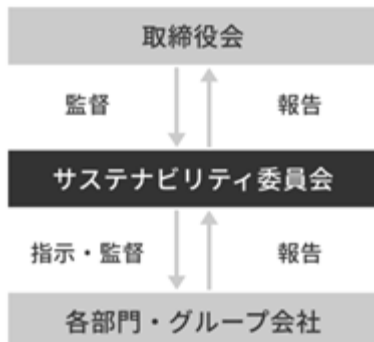 取締役会
監督
報告
サステナビリティ委員会
指示・監督
報告
各部門・グループ会社